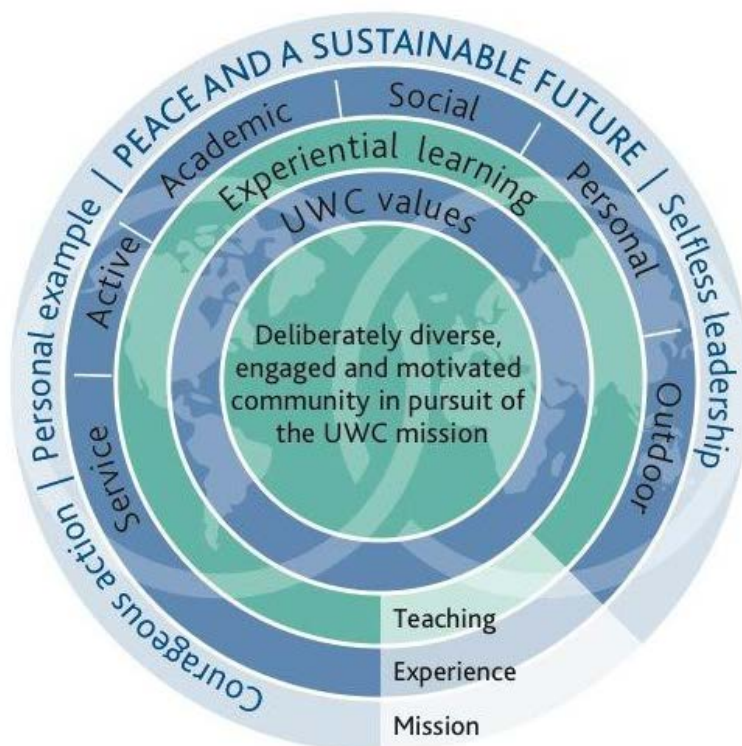 Courageous action | Personal example | PEACE AND A SUSTAINABLE FUTURE | Selfless leadership
Service | Active | Academic | Social | Personal | Outdoor
Experiential learning
UWC values
Deliberately diverse,
engaged and motivated
community in pursuit of
the UWC mission
Teaching
Experience
Mission